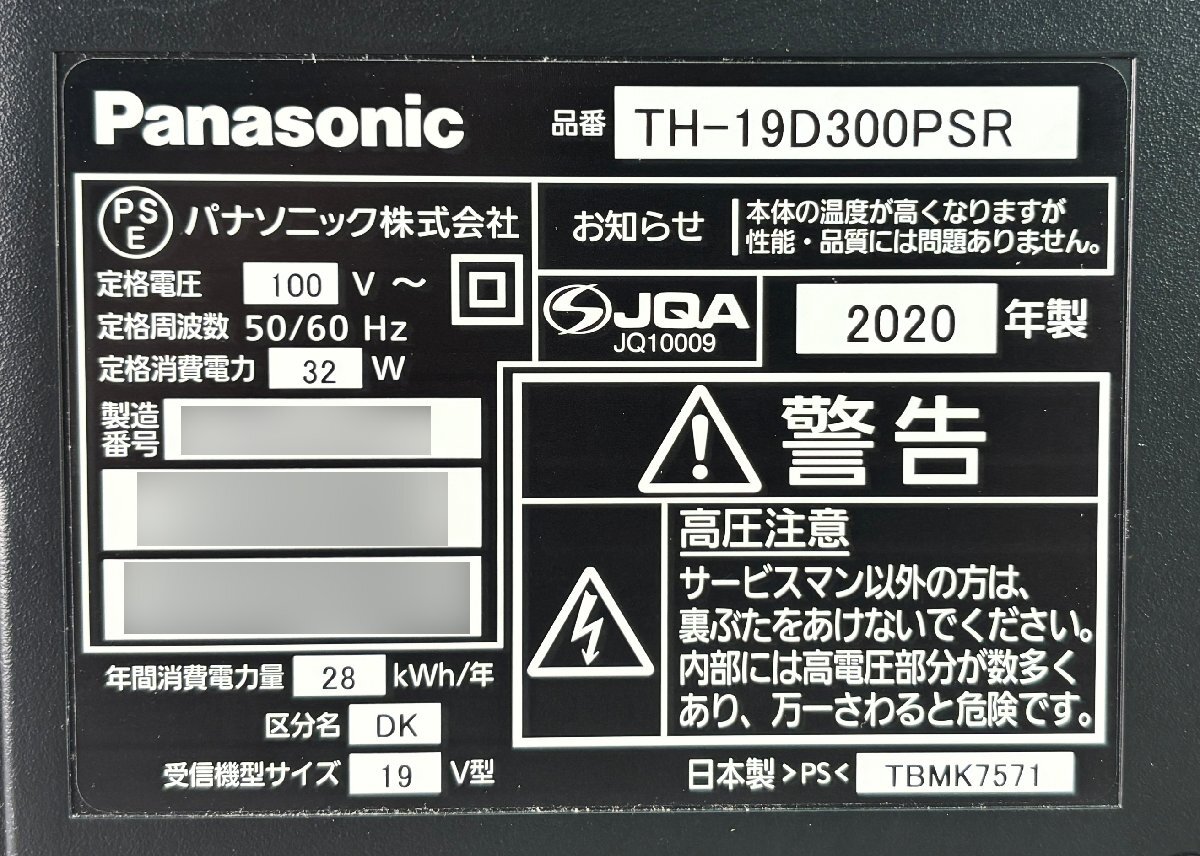 Panasonic
品番 TH-19D300PSR
PSE パナソニック株式会社
定格電圧 100 V ～
定格周波数 50/60 Hz
定格消費電力 32 W
製造
番号
お知らせ
本体の温度が高くなりますが
性能・品質には問題ありません。
JQA
JQ10009
2020 年製
警告
高圧注意
サービスマン以外の方は、
裏ぶたをあけないでください。
内部には高電圧部分が数多く
あり、万一さわると危険です。
年間消費電力量 28 kWh/年
区分名 DK
受信機型サイズ 19 V型
日本製 >PS< TBMK7571